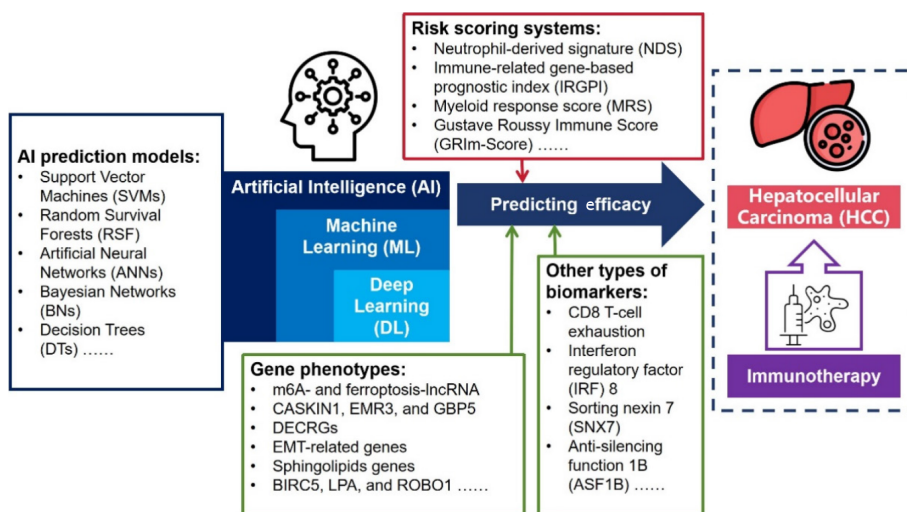 Risk scoring systems:
• Neutrophil-derived signature (NDS)
• Immune-related gene-based
prognostic index (IRGPI)
• Myeloid response score (MRS)
• Gustave Roussy Immune Score
(GRIm-Score) ……
AI prediction models:
• Support Vector
Machines (SVMs)
• Random Survival
Forests (RSF)
• Artificial Neural
Networks (ANNs)
• Bayesian Networks
(BNs)
• Decision Trees
(DTs) ……
Artificial Intelligence (AI)
Machine
Learning (ML)
Deep
Learning
(DL)
Predicting efficacy
Hepatocellular
Carcinoma (HCC)
Immunotherapy
Gene phenotypes:
• m6A- and ferroptosis-lncRNA
• CASKIN1, EMR3, and GBP5
• DECRGs
• EMT-related genes
• Sphingolipids genes
• BIRC5, LPA, and ROBO1 ……
Other types of
biomarkers:
• CD8 T-cell
exhaustion
• Interferon
regulatory factor
(IRF) 8
• Sorting nexin 7
(SNX7)
• Anti-silencing
function 1B
(ASF1B) ……